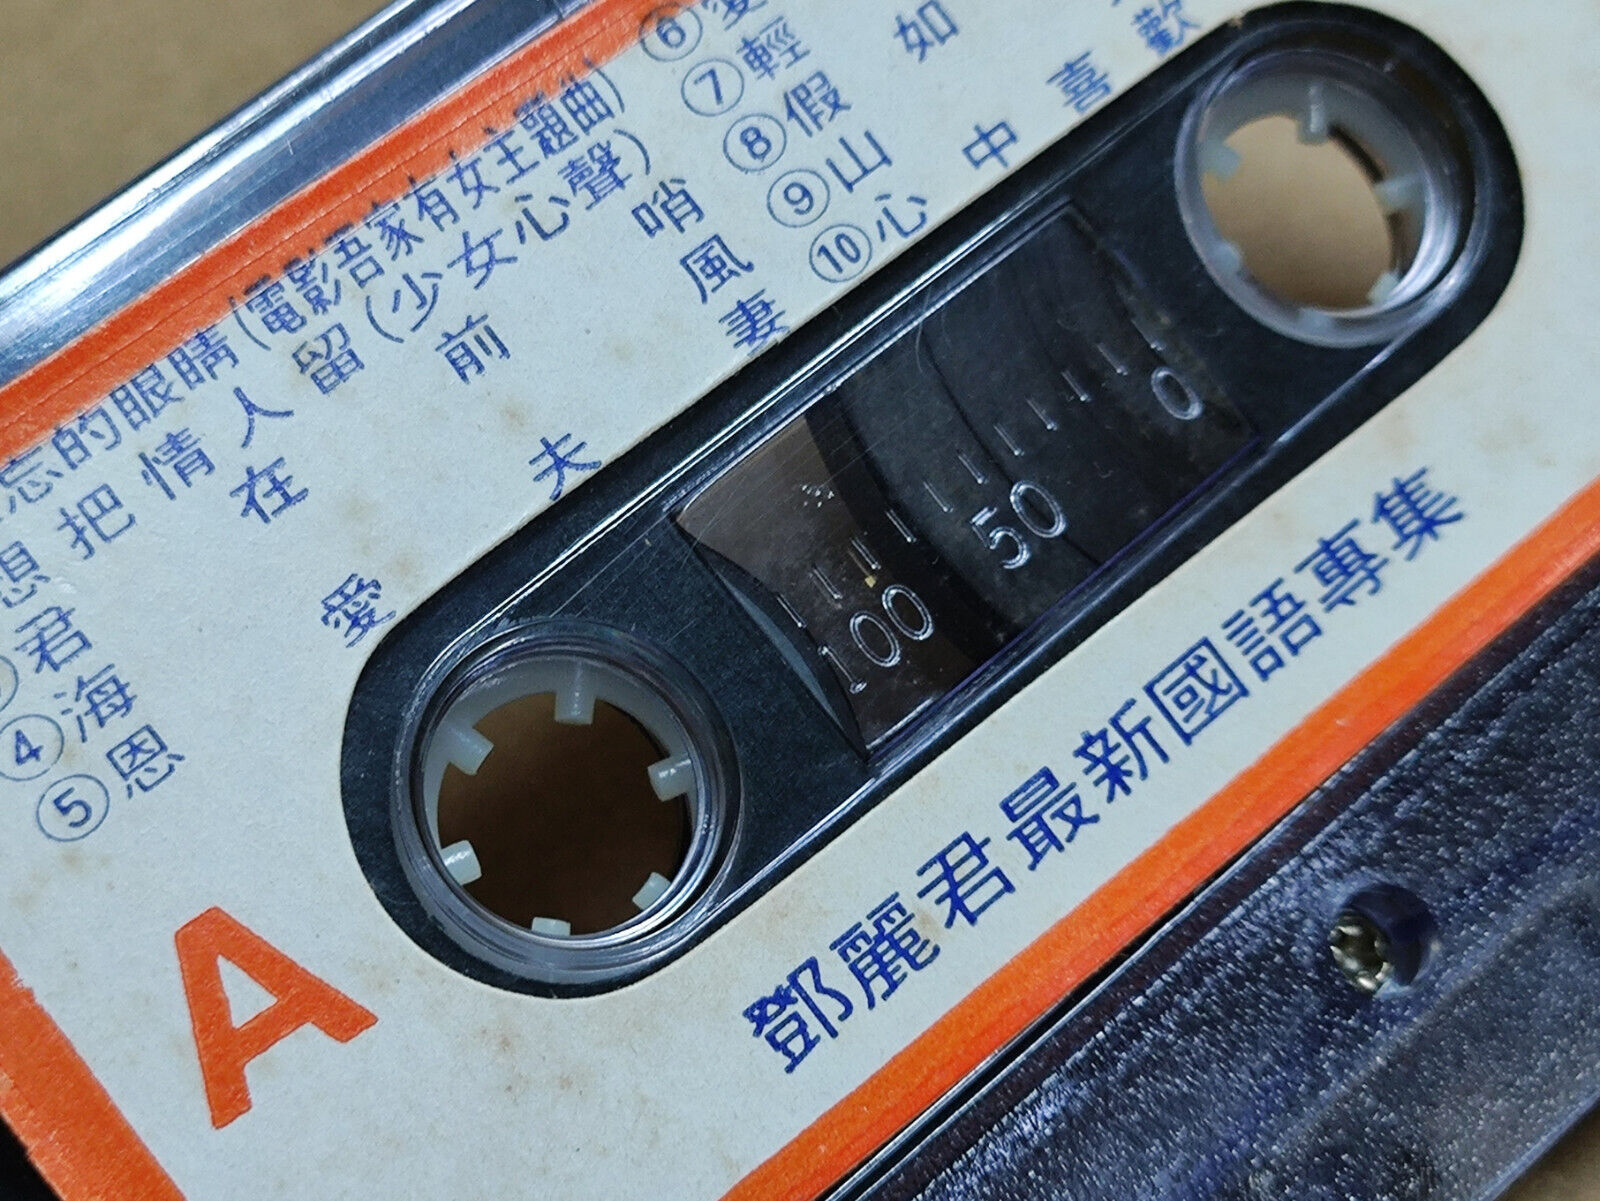 忘的眼睛(電影吾家有女主題曲)
想把情人留(少女心聲)
君在前哨
④海風
⑤恩愛夫妻
⑥愛
⑦輕
⑧假如
⑨山
⑩心中喜歡
100 50 0
A
鄧麗君最新國語專集